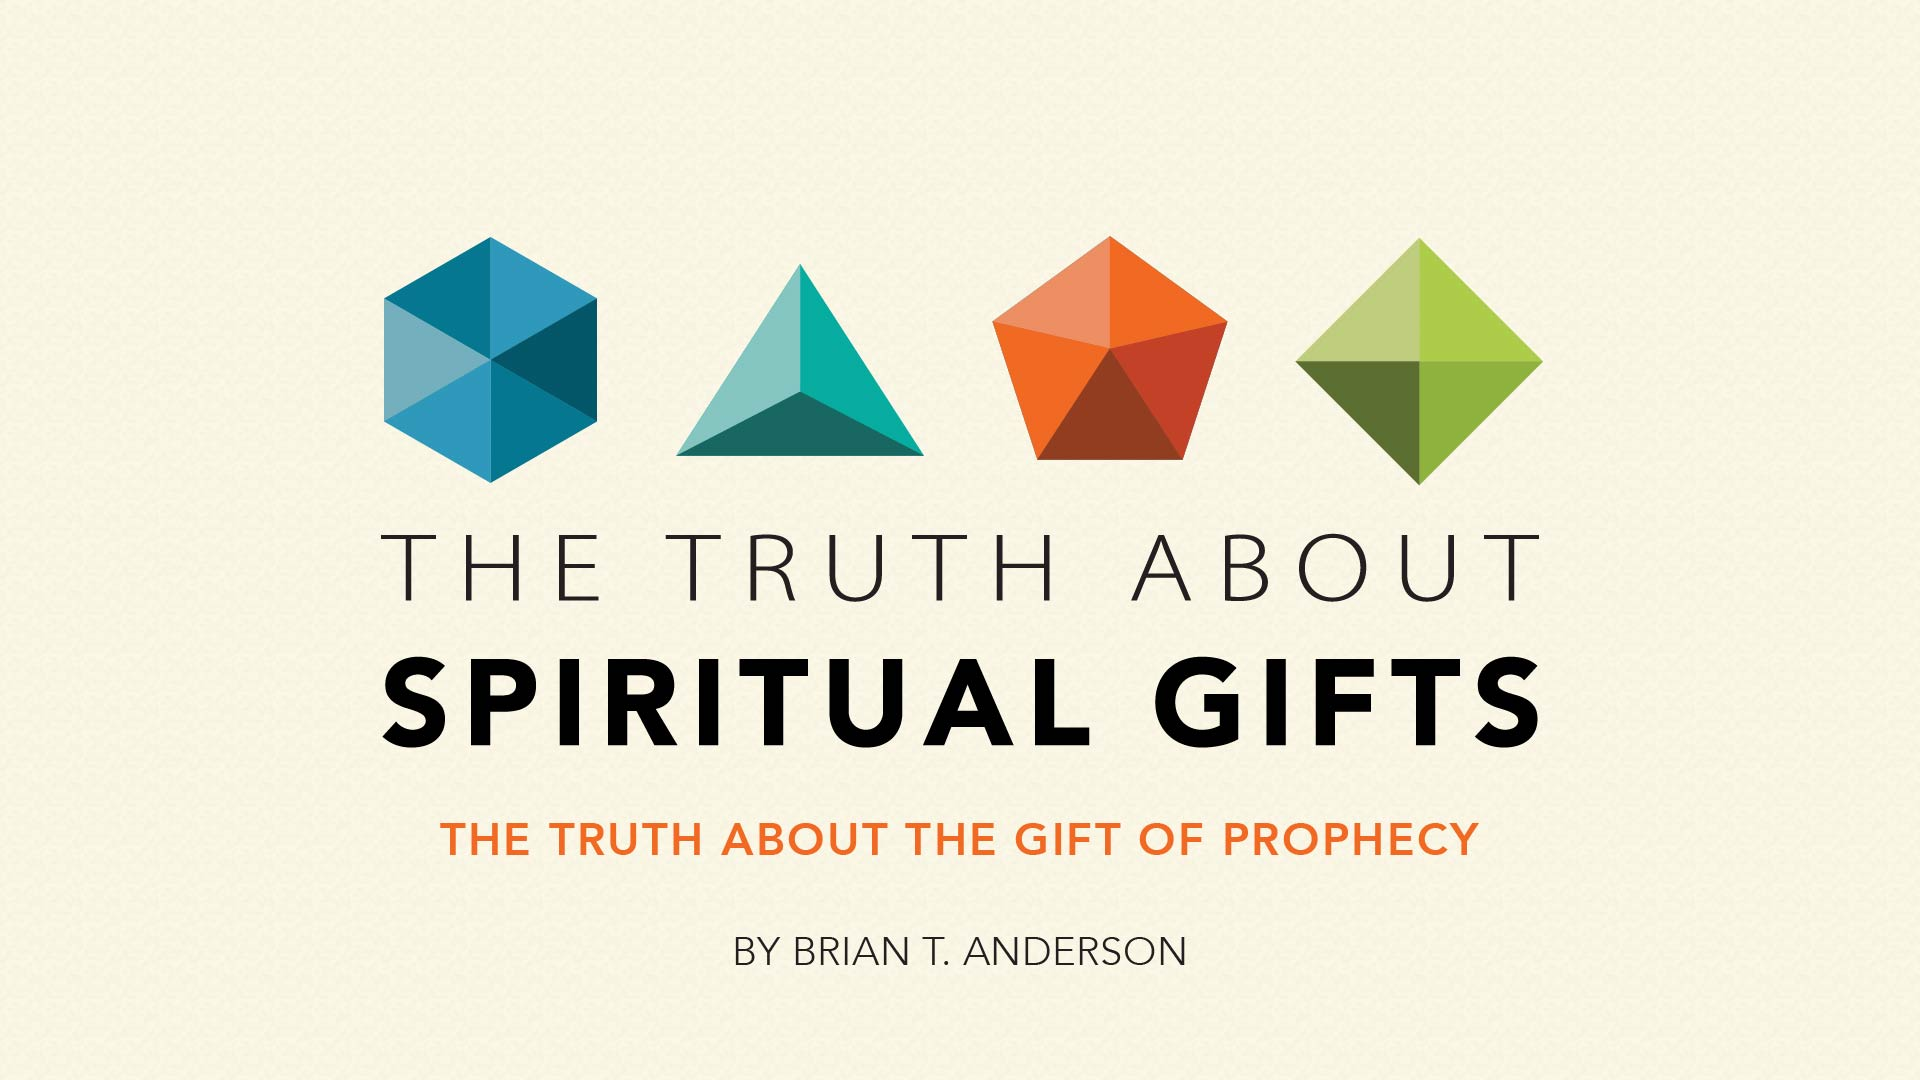 THE TRUTH ABOUT
SPIRITUAL GIFTS
THE TRUTH ABOUT THE GIFT OF PROPHECY
BY BRIAN T. ANDERSON